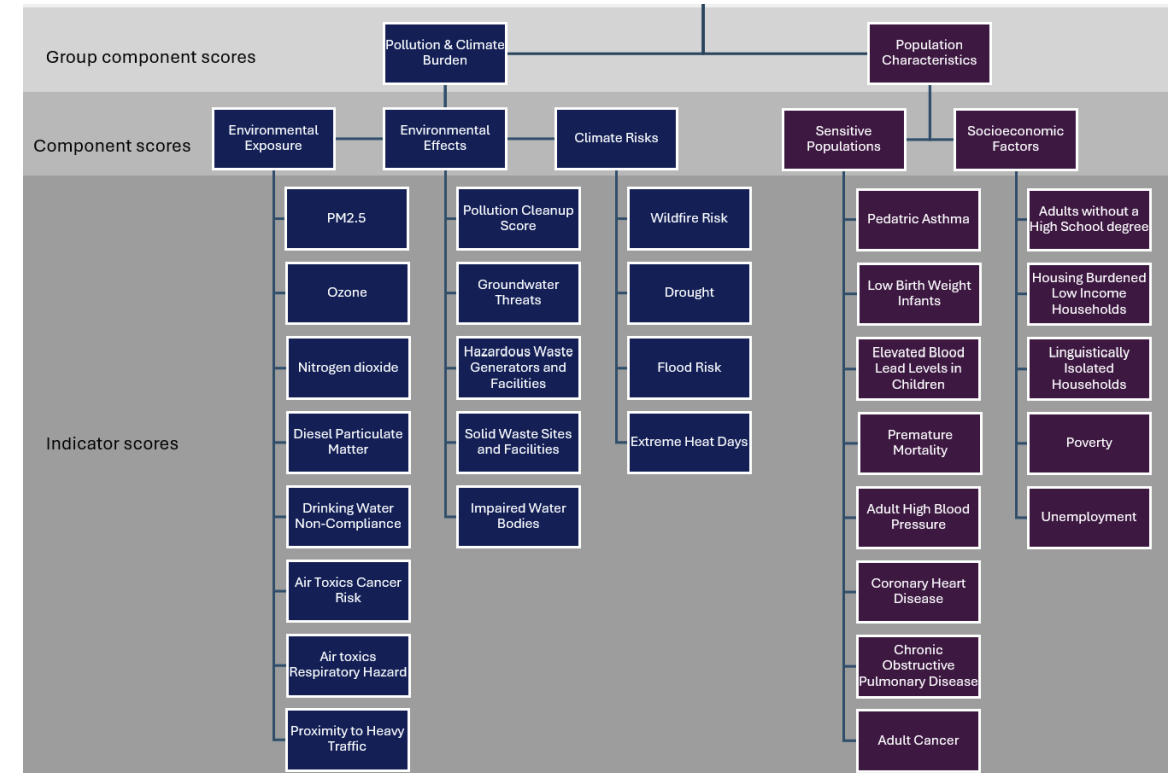 Group component scores
Pollution & Climate
Burden
Population
Characteristics
Component scores
Environmental
Exposure
Environmental
Effects
Climate Risks
Sensitive
Populations
Socioeconomic
Factors
Indicator scores
PM2.5
Ozone
Nitrogen dioxide
Diesel Particulate
Matter
Drinking Water
Non-Compliance
Air Toxics Cancer
Risk
Air toxics
Respiratory Hazard
Proximity to Heavy
Traffic
Pollution Cleanup
Score
Groundwater
Threats
Hazardous Waste
Generators and
Facilities
Solid Waste Sites
and Facilities
Impaired Water
Bodies
Wildfire Risk
Drought
Flood Risk
Extreme Heat Days
Pediatric Asthma
Low Birth Weight
Infants
Elevated Blood
Lead Levels in
Children
Premature
Mortality
Adult High Blood
Pressure
Coronary Heart
Disease
Chronic
Obstructive
Pulmonary Disease
Adult Cancer
Adults without a
High School degree
Housing Burdened
Low Income
Households
Linguistically
Isolated
Households
Poverty
Unemployment